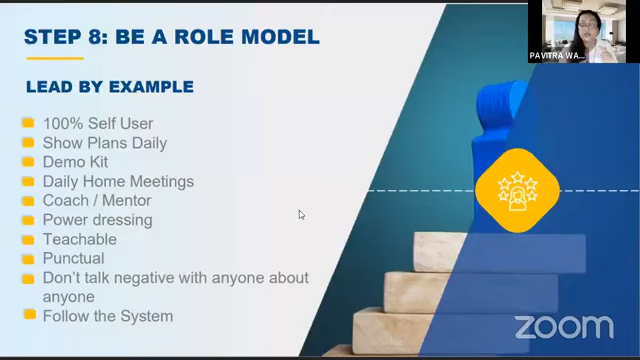 STEP 8: BE A ROLE MODEL
LEAD BY EXAMPLE
100% Self User
Show Plans Daily
Demo Kit
Daily Home Meetings
Coach / Mentor
Power dressing
Teachable
Punctual
Don't talk negative with anyone about
anyone
Follow the System
PAVITRA WA...
zoom